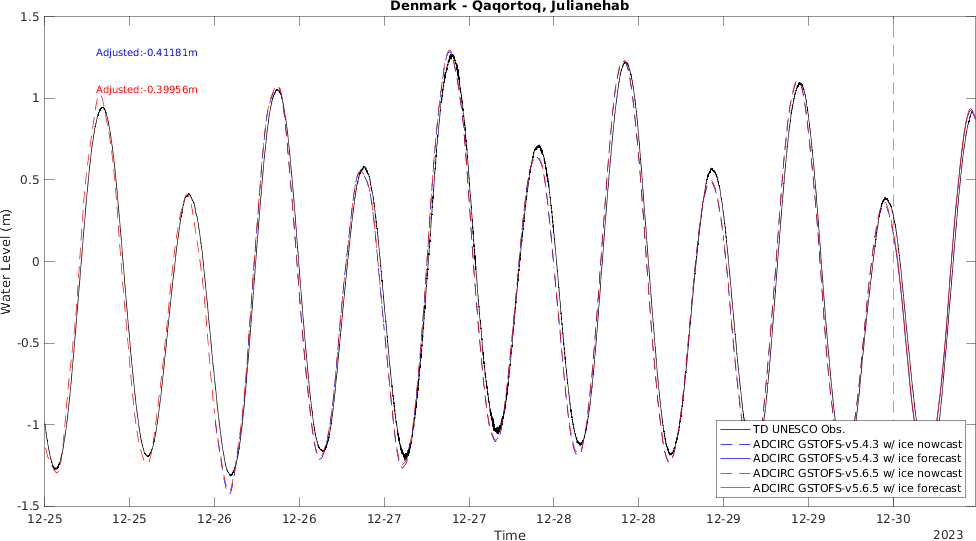 Denmark - Qaqortoq, Julianehab
Adjusted:-0.41181m
Adjusted:-0.39956m
1.5
1
0.5
0
-0.5
-1
-1.5
Water Level (m)
TD UNESCO Obs.
ADCIRC GSTOFS-v5.4.3 w/ ice nowcast
ADCIRC GSTOFS-v5.4.3 w/ ice forecast
ADCIRC GSTOFS-v5.6.5 w/ ice nowcast
ADCIRC GSTOFS-v5.6.5 w/ ice forecast
12-25 12-25 12-26 12-26 12-27 12-27 12-28 12-28 12-29 12-29 12-30
Time
2023